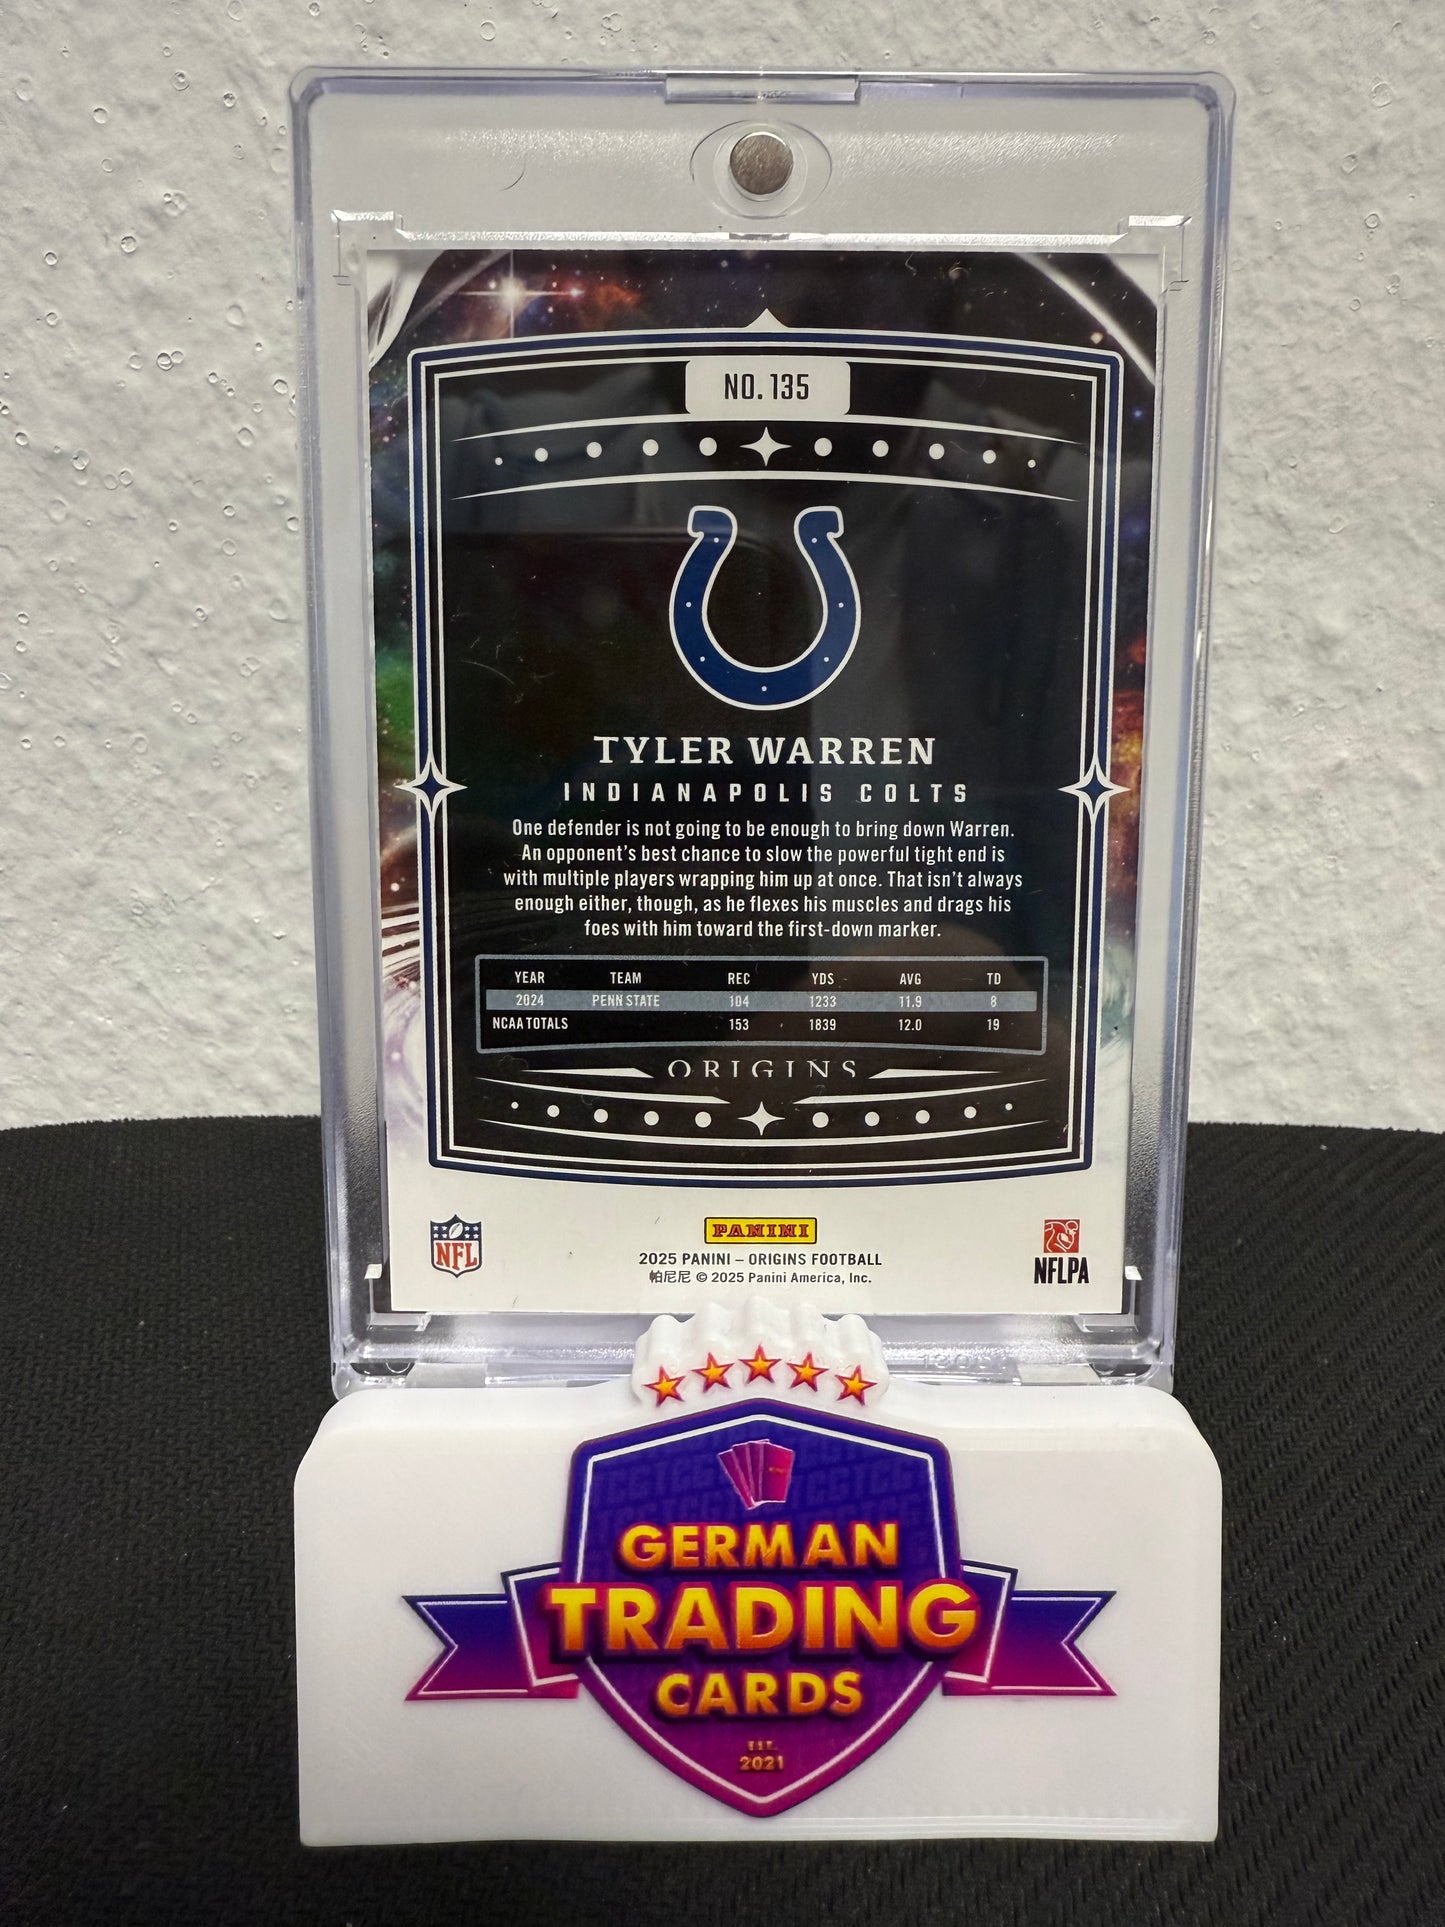 NO. 135
TYLER WARREN
INDIANAPOLIS COLTS
One defender is not going to be enough to bring down Warren.
An opponent's best chance to slow the powerful tight end is
with multiple players wrapping him up at once. That isn't always
enough either, though, as he flexes his muscles and drags his
foes with him toward the first-down marker.
YEAR TEAM REC YDS AVG TD
2024 PENN STATE 104 1233 11.9 8
NCAA TOTALS 153 1839 12.0 19
ORIGINS
NFL
PANINI
2025 PANINI – ORIGINS FOOTBALL
帕尼尼 © 2025 Panini America, Inc.
NFLPA
GERMAN
TRADING
CARDS
EST.
2021